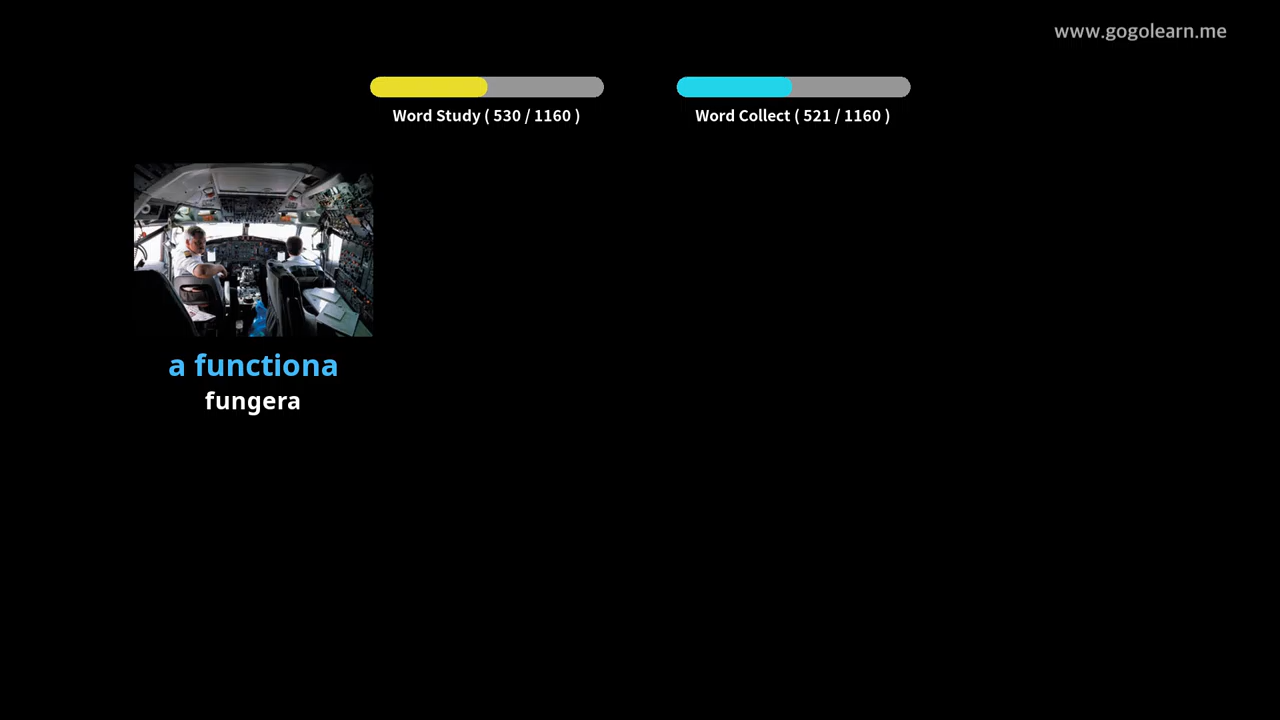 www.gogolearn.me
Word Study ( 530 / 1160 )
Word Collect ( 521 / 1160 )
a functiona
fungera